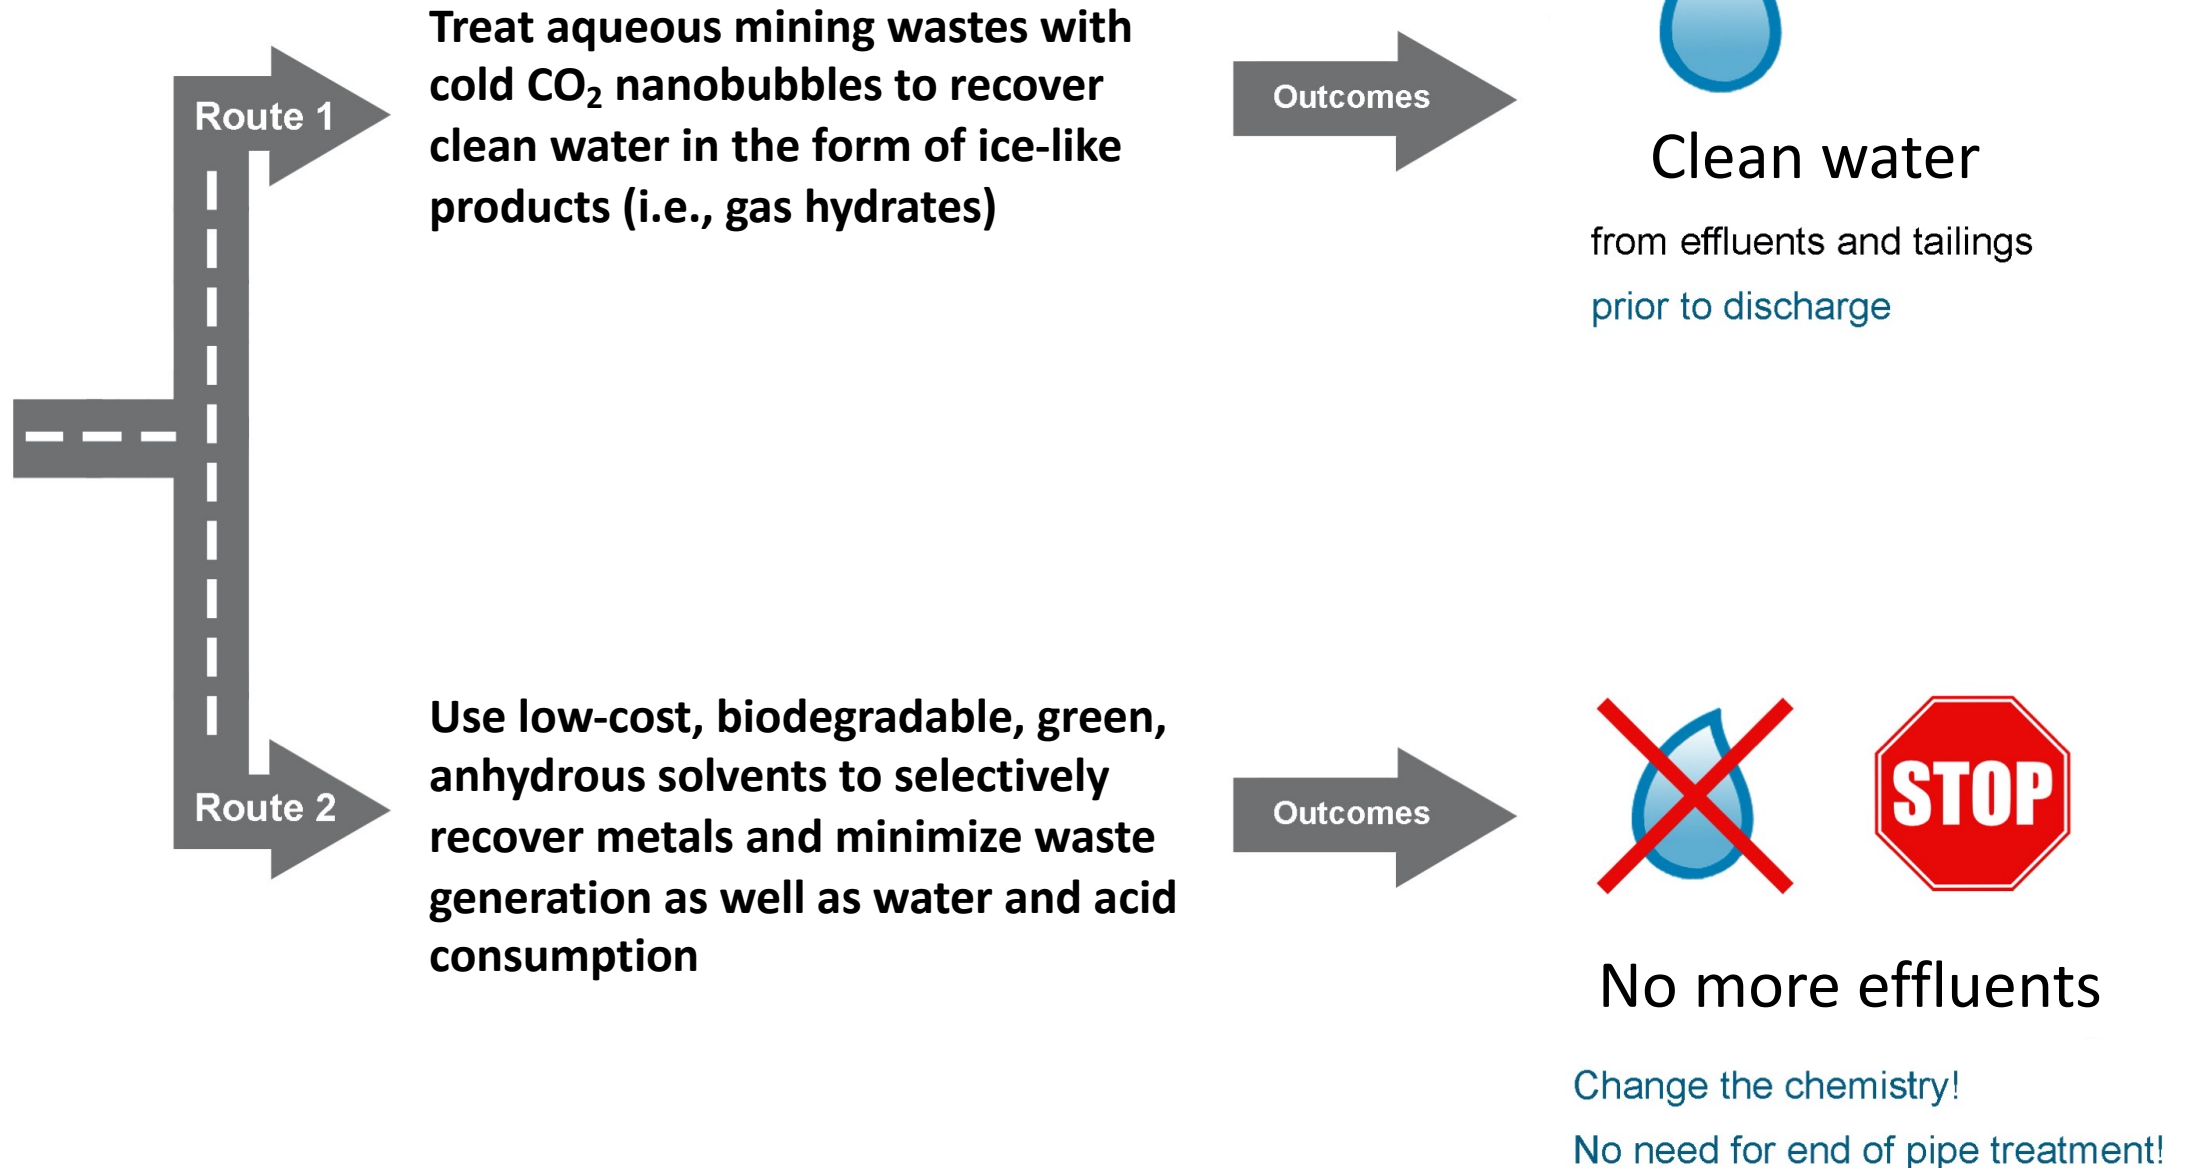 Treat aqueous mining wastes with
cold CO₂ nanobubbles to recover
clean water in the form of ice-like
products (i.e., gas hydrates)
Route 1
Outcomes
Clean water
from effluents and tailings
prior to discharge
Use low-cost, biodegradable, green,
anhydrous solvents to selectively
recover metals and minimize waste
generation as well as water and acid
consumption
Route 2
Outcomes
STOP
No more effluents
Change the chemistry!
No need for end of pipe treatment!